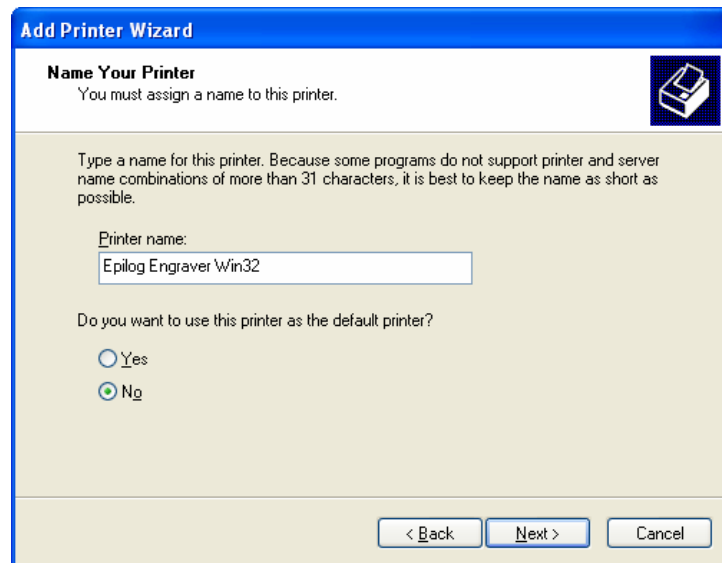 Add Printer Wizard
Name Your Printer
You must assign a name to this printer.
Type a name for this printer. Because some programs do not support printer and server
name combinations of more than 31 characters, it is best to keep the name as short as
possible.
Printer name:
Epilog Engraver Win32
Do you want to use this printer as the default printer?
Yes
No
< Back Next > Cancel